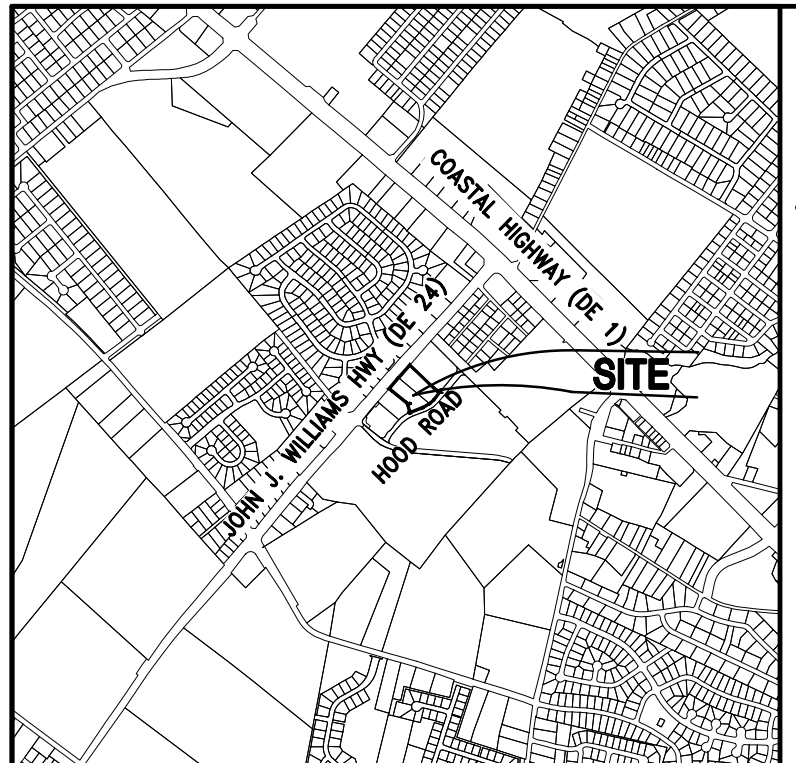 COASTAL HIGHWAY (DE 1)
JOHN J. WILLIAMS HWY (DE 24)
SITE
HOOD ROAD